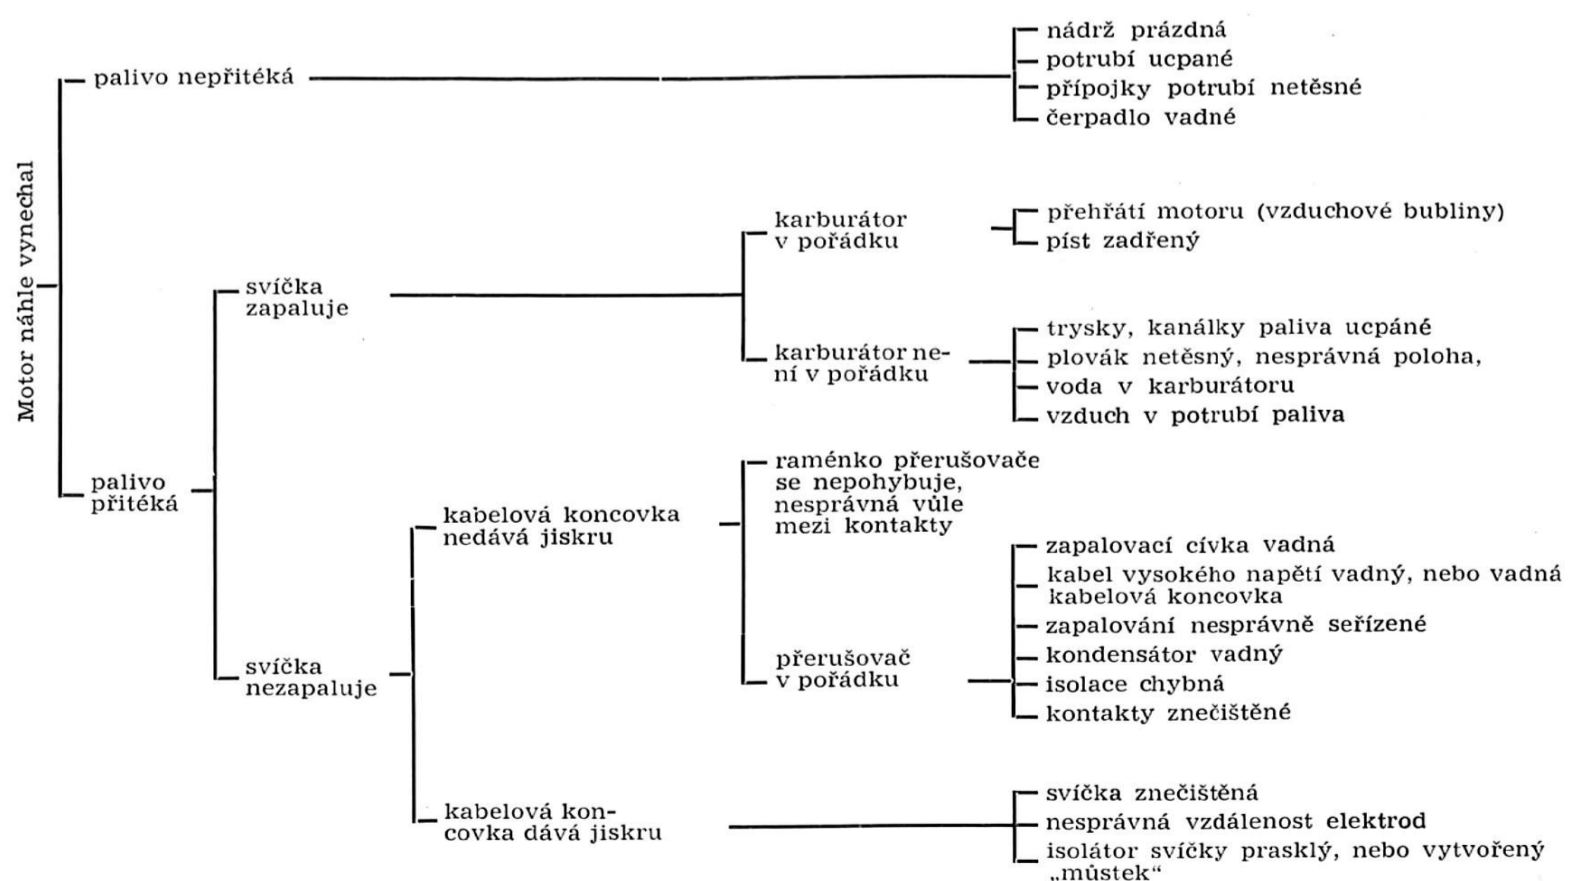 Motor náhle vynechal
palivo nepřitéká
nádrž prázdná
potrubí ucpané
přípojky potrubí netěsné
čerpadlo vadné
palivo
přitéká
svíčka
zapaluje
karburátor
v pořádku
přehřátí motoru (vzduchové bubliny)
píst zadřený
karburátor ne-
ní v pořádku
trysky, kanálky paliva ucpáné
plovák netěsný, nesprávná poloha,
voda v karburátoru
vzduch v potrubí paliva
svíčka
nezapaluje
kabelová koncovka
nedává jiskru
raménko přerušovače
se nepohybuje,
nesprávná vůle
mezi kontakty
přerušovač
v pořádku
zapalovací cívka vadná
kabel vysokého napětí vadný, nebo vadná
kabelová koncovka
zapalování nesprávně seřízené
kondensátor vadný
isolace chybná
kontakty znečištěné
kabelová kon-
covka dává jiskru
svíčka znečištěná
nesprávná vzdálenost elektrod
isolátor svíčky prasklý, nebo vytvořený
„můstek“